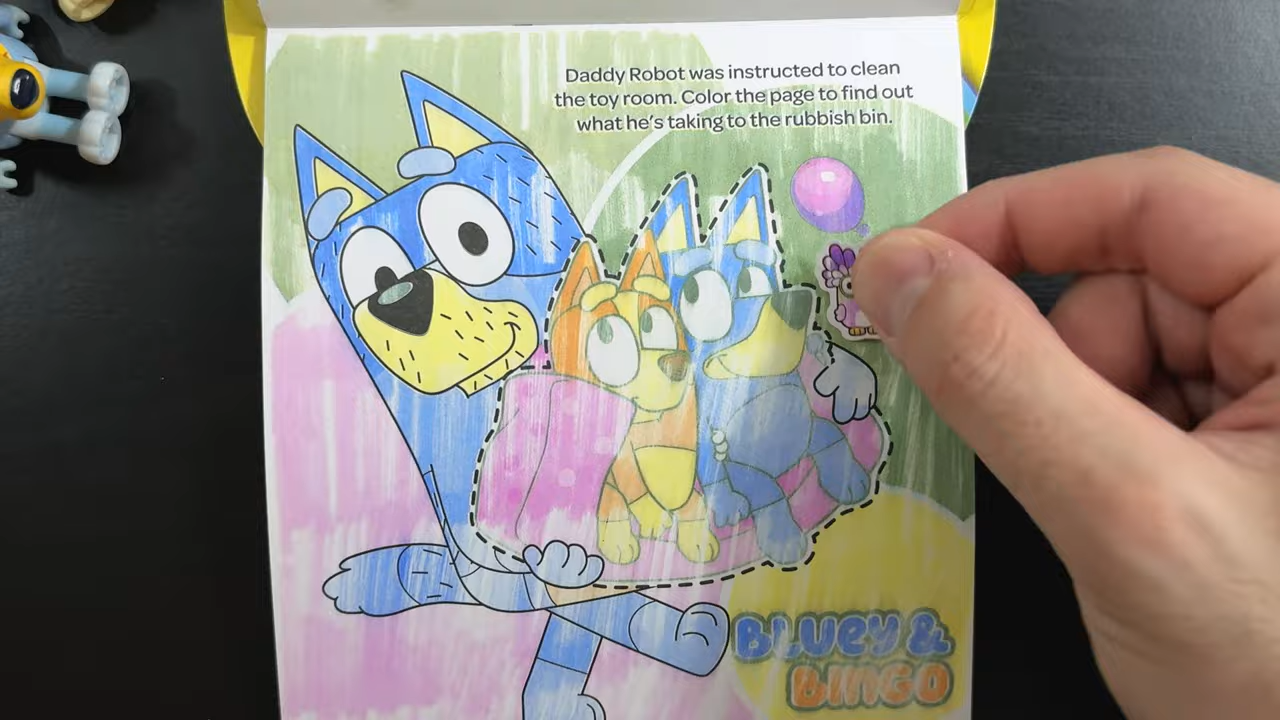 Daddy Robot was instructed to clean
the toy room. Color the page to find out
what he's taking to the rubbish bin.
BLUEY &
BINGO